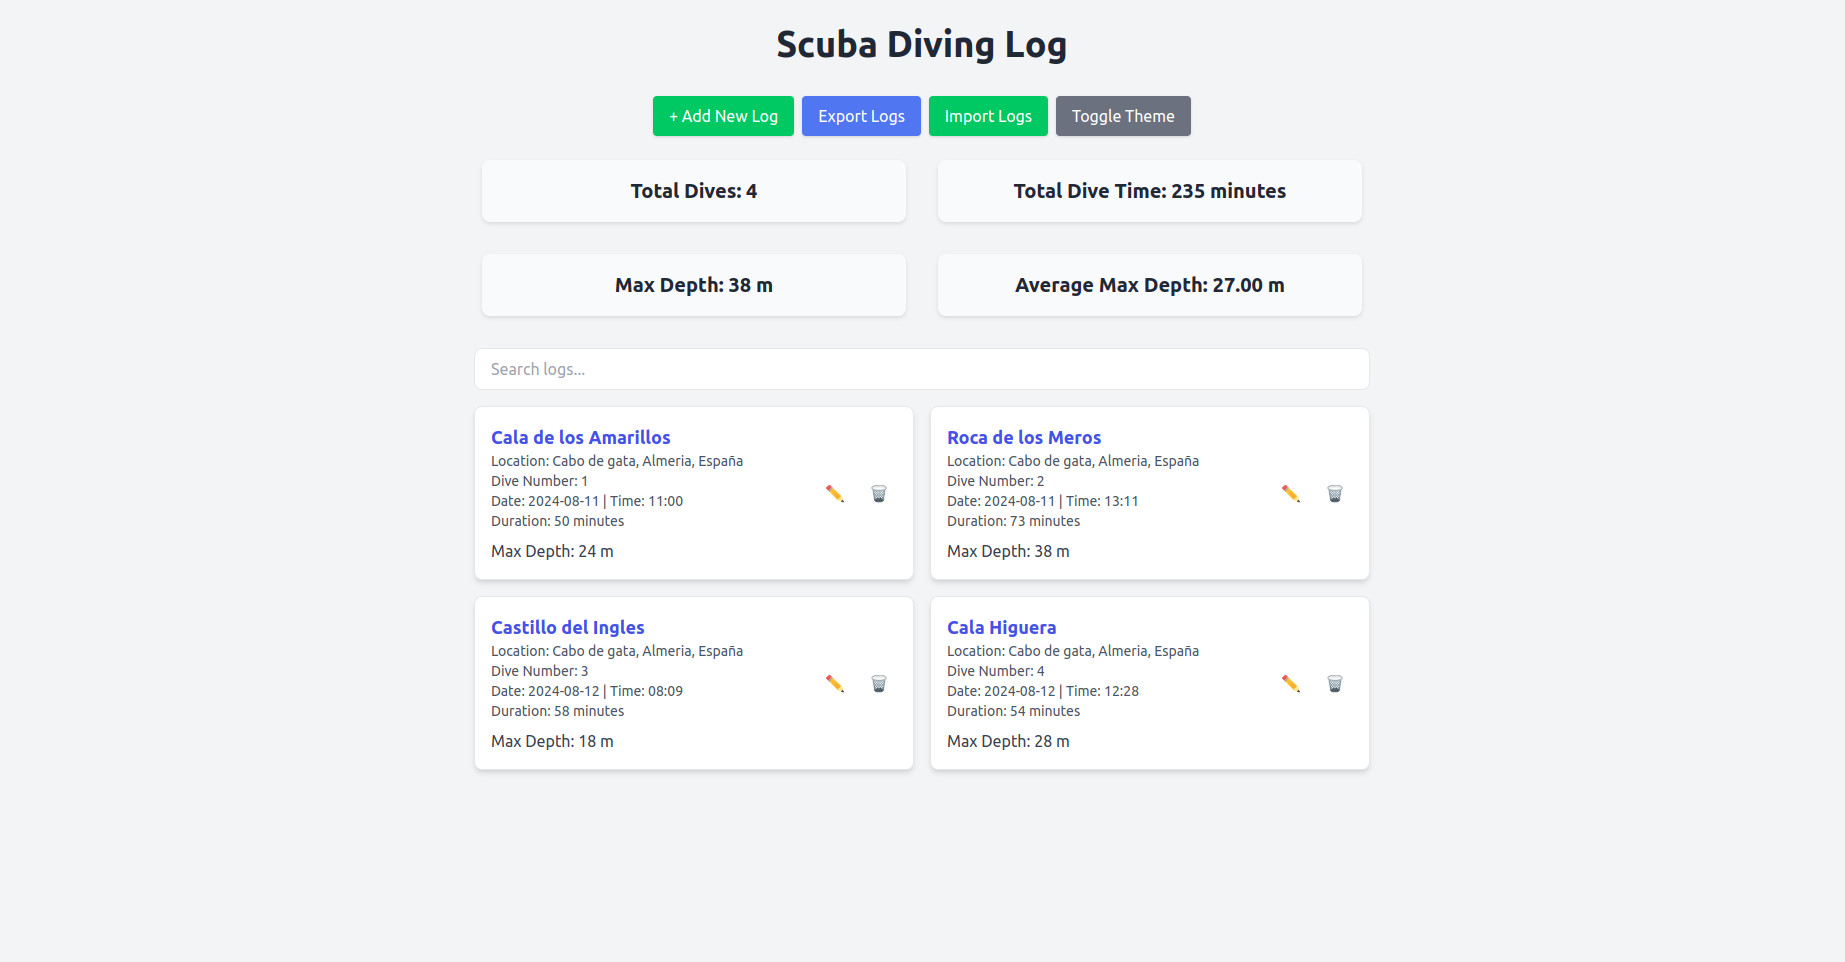 Scuba Diving Log
+ Add New Log
Export Logs
Import Logs
Toggle Theme
Total Dives: 4
Total Dive Time: 235 minutes
Max Depth: 38 m
Average Max Depth: 27.00 m
Search logs...
Cala de los Amarillos
Location: Cabo de gata, Almeria, España
Dive Number: 1
Date: 2024-08-11 | Time: 11:00
Duration: 50 minutes
Max Depth: 24 m
Roca de los Meros
Location: Cabo de gata, Almeria, España
Dive Number: 2
Date: 2024-08-11 | Time: 13:11
Duration: 73 minutes
Max Depth: 38 m
Castillo del Ingles
Location: Cabo de gata, Almeria, España
Dive Number: 3
Date: 2024-08-12 | Time: 08:09
Duration: 58 minutes
Max Depth: 18 m
Cala Higuera
Location: Cabo de gata, Almeria, España
Dive Number: 4
Date: 2024-08-12 | Time: 12:28
Duration: 54 minutes
Max Depth: 28 m